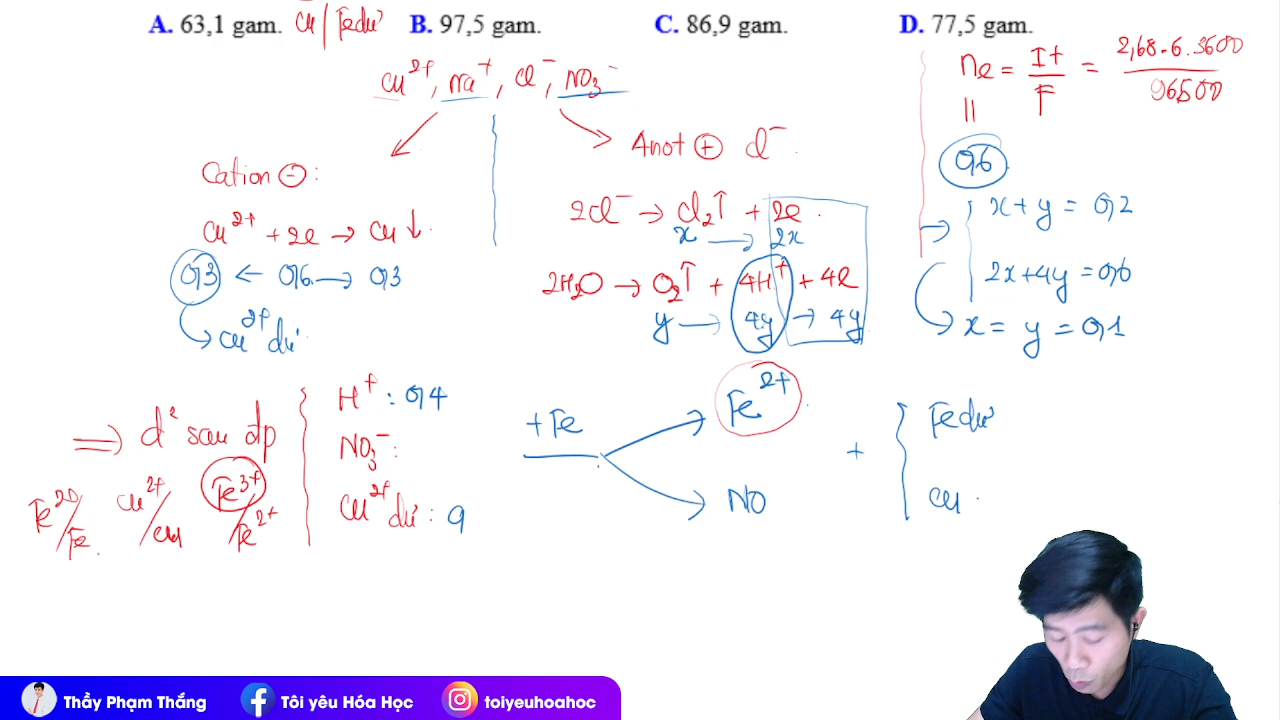 A. 63,1 gam. Cu / Fe dư B. 97,5 gam. C. 86,9 gam. D. 77,5 gam.
Cu²⁺, Na⁺, Cl⁻, NO₃⁻
nₑ = It/F = 2,68.6.3600/96500
||
0,6
Cation ⊖:
Anot ⊕ Cl⁻
Cu²⁺ + 2e → Cu↓
0,3 ← 0,6 → 0,3
Cu²⁺ dư
2Cl⁻ → Cl₂↑ + 2e
x → 2x
2H₂O → O₂↑ + 4H⁺ + 4e
y → 4y → 4y
x + y = 0,2
2x + 4y = 0,6
x = y = 0,1
⇒ d² sau đp
H⁺: 0,4
NO₃⁻:
Cu²⁺ dư: 0
Fe²⁺/Fe Cu²⁺/Cu Fe³⁺/Fe²⁺
+ Fe
Fe²⁺
NO
+
Fe dư
Cu
Thầy Phạm Thắng
Tôi yêu Hóa Học
toiyeuhoahoc